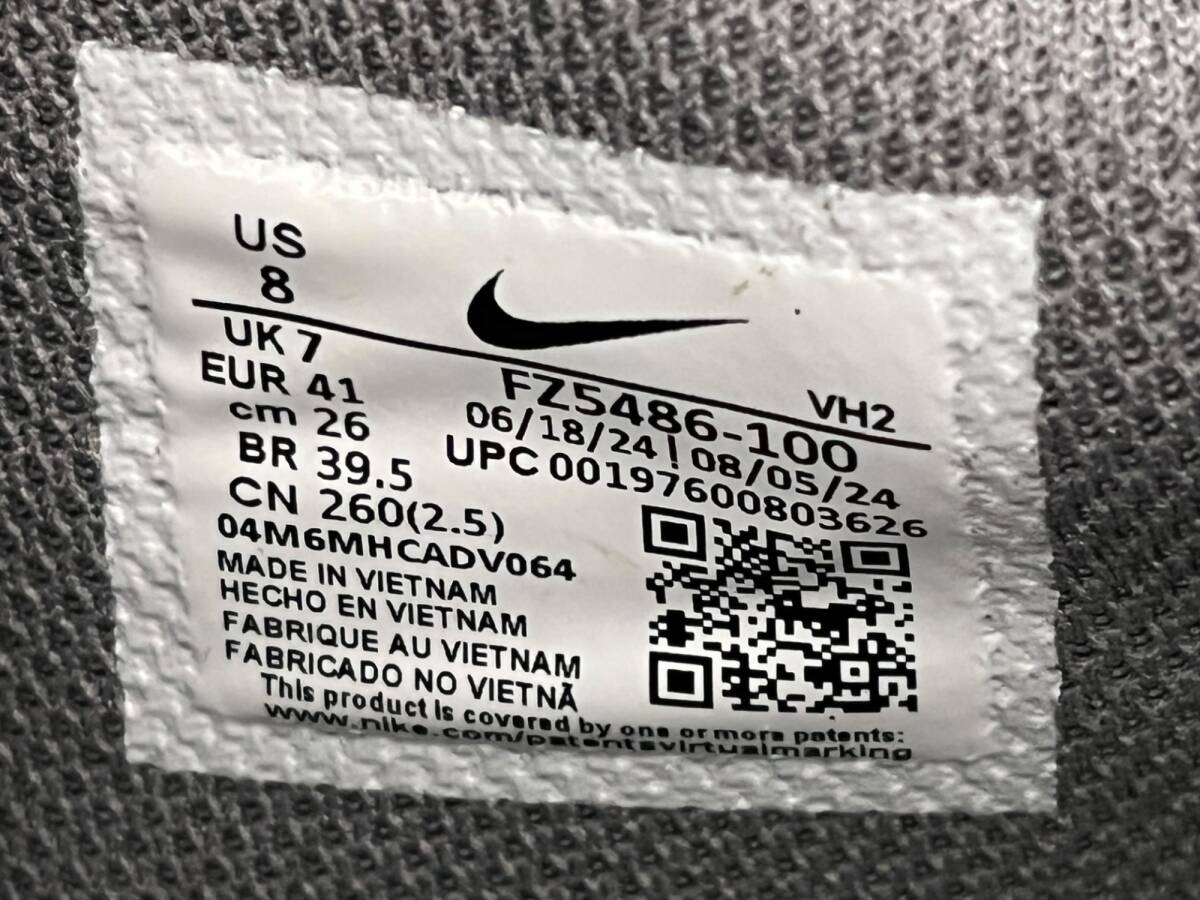 US
8
UK 7
EUR 41
cm 26
BR 39.5
CN 260(2.5)
04M6MHCADV064
MADE IN VIETNAM
HECHO EN VIETNAM
FABRIQUE AU VIETNAM
FABRICADO NO VIETNÃ
VH2
FZ5486-100
06/18/24 | 08/05/24
UPC 00197600803626
This product is covered by one or more patents:
www.nike.com/patentsvirtualmarking